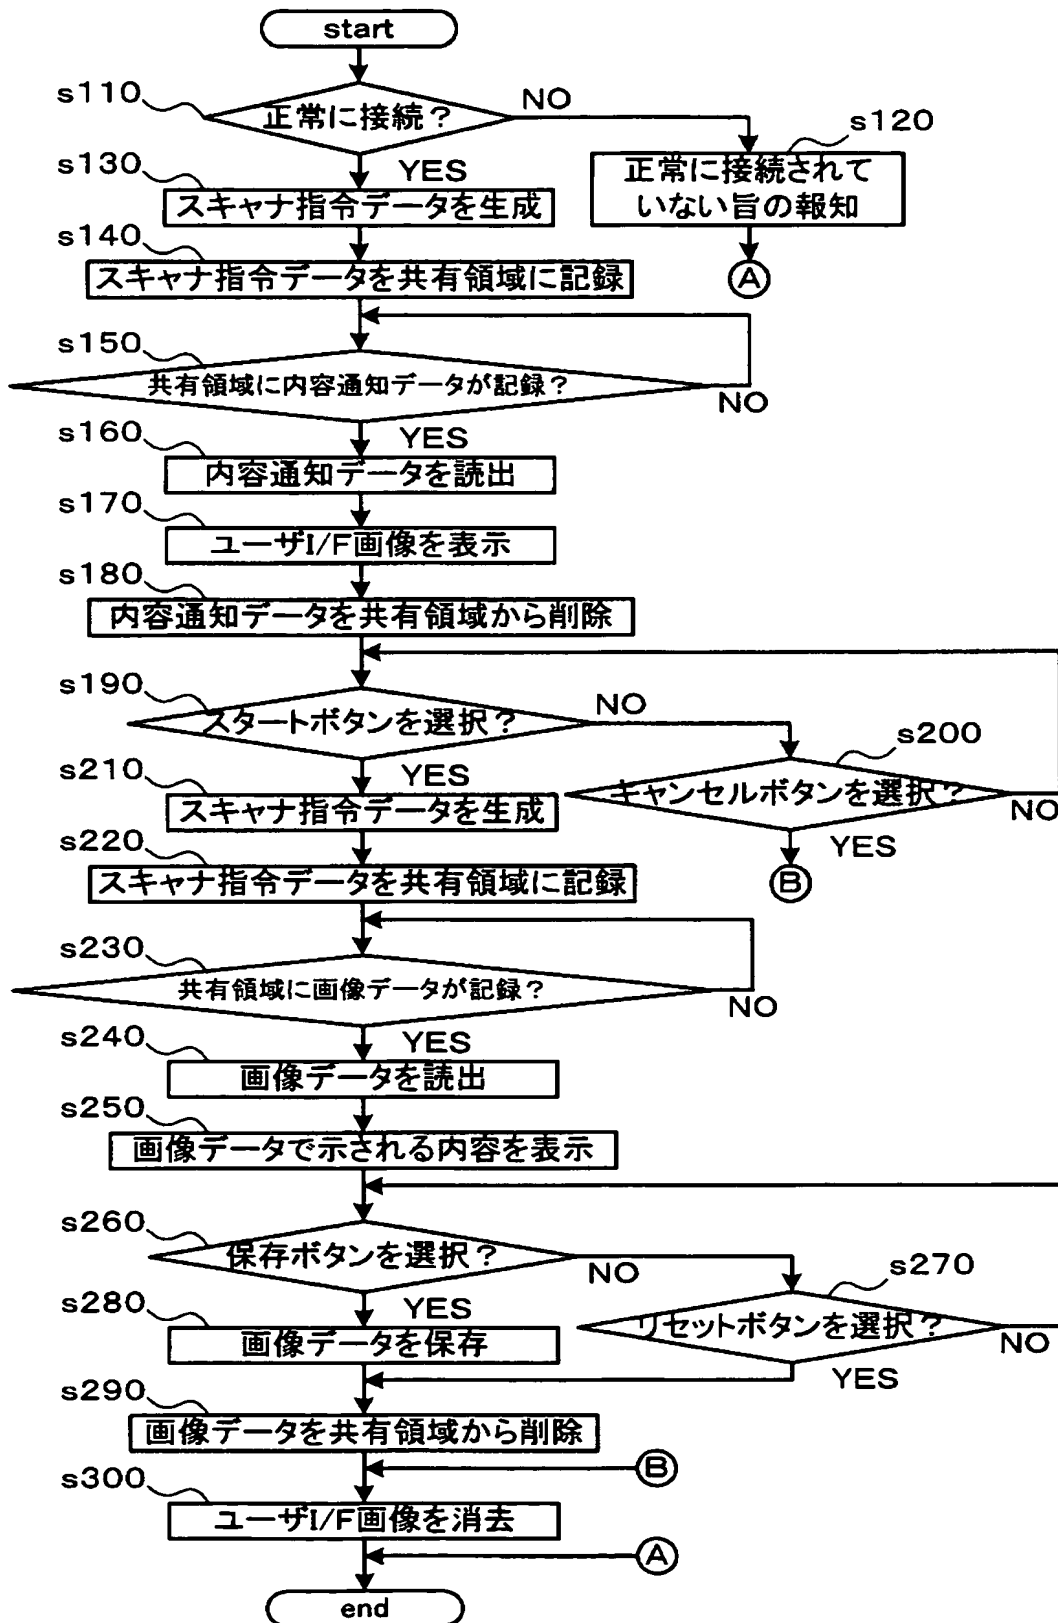 start
s110
正常に接続?
NO
s120
正常に接続されて
いない旨の報知
A
YES
s130
スキャナ指令データを生成
s140
スキャナ指令データを共有領域に記録
s150
共有領域に内容通知データが記録?
NO
YES
s160
内容通知データを読出
s170
ユーザI/F画像を表示
s180
内容通知データを共有領域から削除
s190
スタートボタンを選択?
NO
s200
キャンセルボタンを選択?
NO
YES
B
YES
s210
スキャナ指令データを生成
s220
スキャナ指令データを共有領域に記録
s230
共有領域に画像データが記録?
NO
YES
s240
画像データを読出
s250
画像データで示される内容を表示
s260
保存ボタンを選択?
NO
s270
リセットボタンを選択?
NO
YES
YES
s280
画像データを保存
s290
画像データを共有領域から削除
B
s300
ユーザI/F画像を消去
A
end